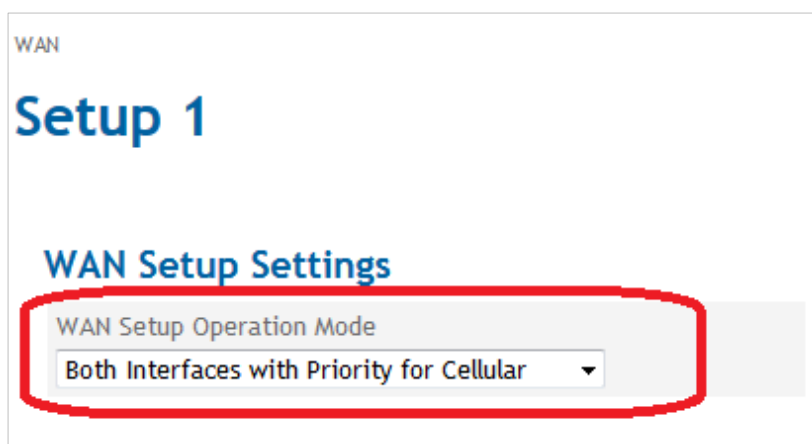 WAN
Setup 1
WAN Setup Settings
WAN Setup Operation Mode
Both Interfaces with Priority for Cellular